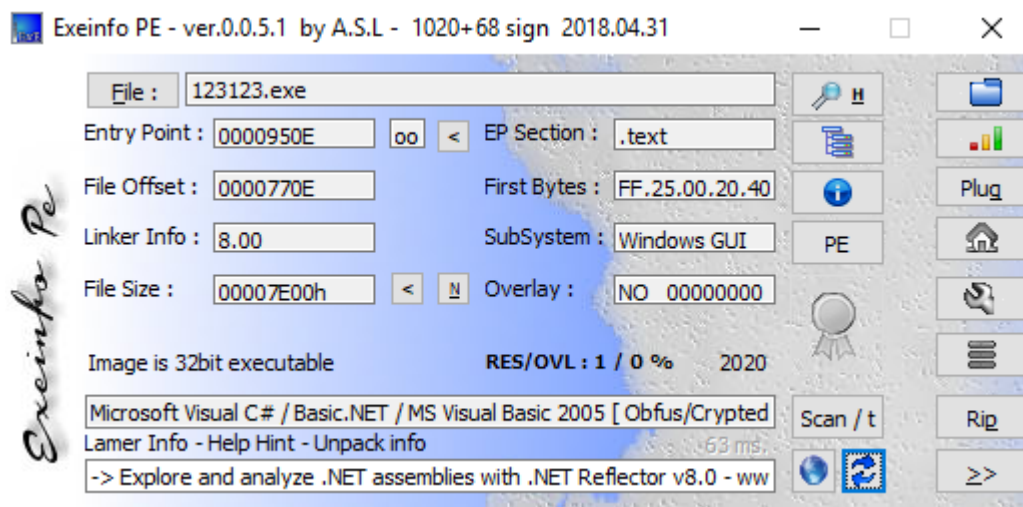 Exeinfo PE - ver.0.0.5.1 by A.S.L - 1020+68 sign 2018.04.31
Exeinfo Pe
File : 123123.exe H
Entry Point : 0000950E oo < EP Section : .text
File Offset : 0000770E First Bytes : FF.25.00.20.40 Plug
Linker Info : 8.00 SubSystem : Windows GUI PE
File Size : 00007E00h < N Overlay : NO 00000000
Image is 32bit executable RES/OVL : 1 / 0 % 2020
Microsoft Visual C# / Basic.NET / MS Visual Basic 2005 [ Obfus/Crypted Scan / t Rip
Lamer Info - Help Hint - Unpack info 63 ms.
-> Explore and analyze .NET assemblies with .NET Reflector v8.0 - ww >>